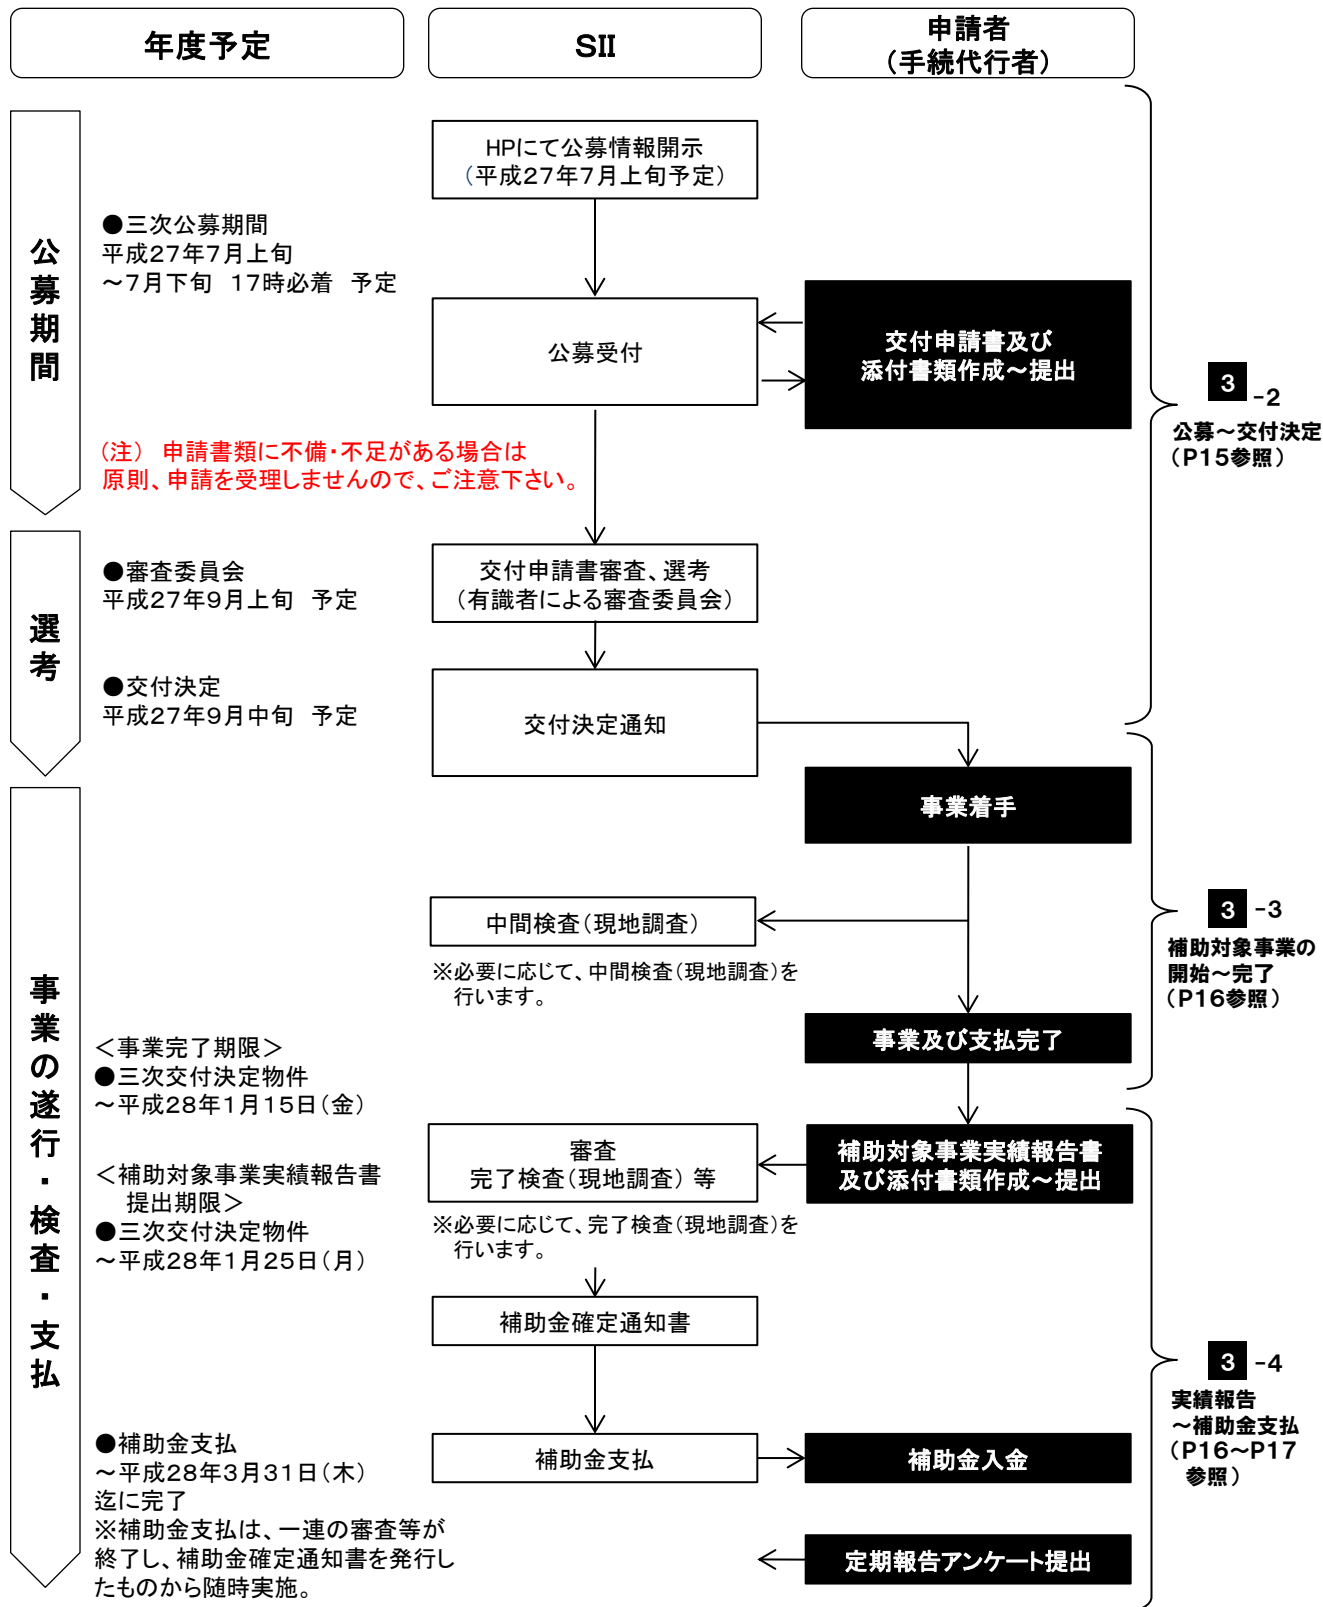 年度予定
SII
申請者
（手続代行者）
公募期間
HPにて公募情報開示
（平成27年7月上旬予定）
●三次公募期間
平成27年7月上旬
～7月下旬　17時必着　予定
公募受付
交付申請書及び
添付書類作成～提出
3 -2
公募～交付決定
（P15参照）
（注）　申請書類に不備・不足がある場合は
原則、申請を受理しませんので、ご注意下さい。
選考
●審査委員会
平成27年9月上旬　予定
交付申請書審査、選考
（有識者による審査委員会）
●交付決定
平成27年9月中旬　予定
交付決定通知
事業着手
事業の遂行・検査・支払
中間検査（現地調査）
※必要に応じて、中間検査（現地調査）を
行います。
3 -3
補助対象事業の
開始～完了
（P16参照）
事業及び支払完了
＜事業完了期限＞
●三次交付決定物件
～平成28年1月15日（金）
審査
完了検査（現地調査）等
補助対象事業実績報告書
及び添付書類作成～提出
＜補助対象事業実績報告書
提出期限＞
●三次交付決定物件
～平成28年1月25日（月）
※必要に応じて、完了検査（現地調査）を
行います。
補助金確定通知書
3 -4
実績報告
～補助金支払
（P16～P17
参照）
●補助金支払
～平成28年3月31日（木）
迄に完了
※補助金支払は、一連の審査等が
終了し、補助金確定通知書を発行し
たものから随時実施。
補助金支払
補助金入金
定期報告アンケート提出